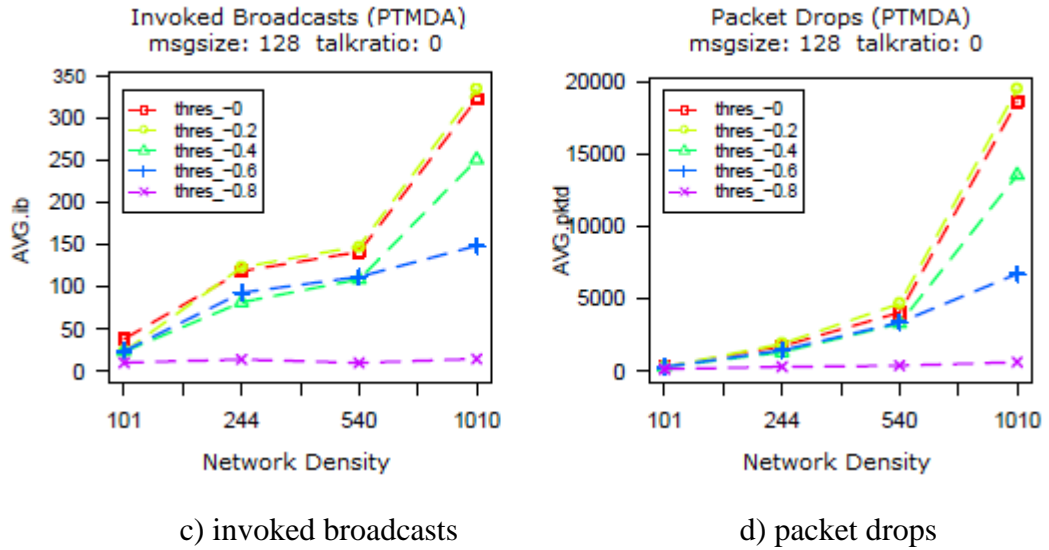 Invoked Broadcasts (PTMDA)
msgsize: 128 talkratio: 0
AVG.ib
350
300
250
200
150
100
50
0
thres_−0
thres_−0.2
thres_−0.4
thres_−0.6
thres_−0.8
101 244 540 1010
Network Density
c) invoked broadcasts
Packet Drops (PTMDA)
msgsize: 128 talkratio: 0
AVG.pktd
20000
15000
10000
5000
0
thres_−0
thres_−0.2
thres_−0.4
thres_−0.6
thres_−0.8
101 244 540 1010
Network Density
d) packet drops